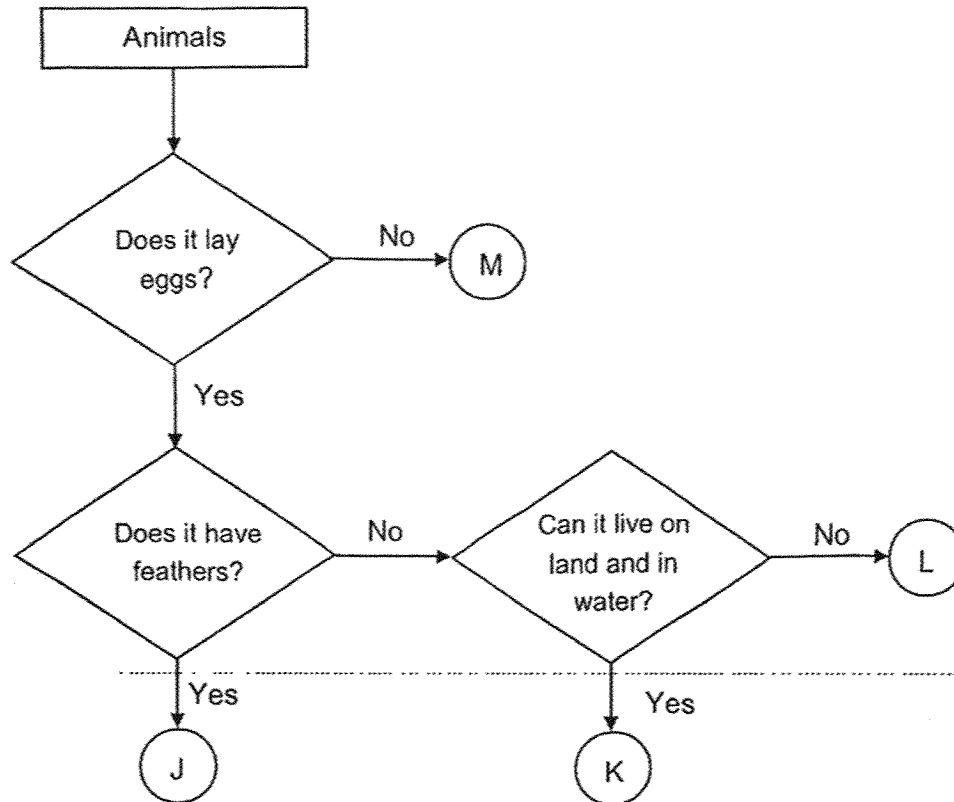 Animals
Does it lay
eggs?
No
M
Yes
Does it have
feathers?
No
Can it live on
land and in
water?
No
L
Yes
J
Yes
K